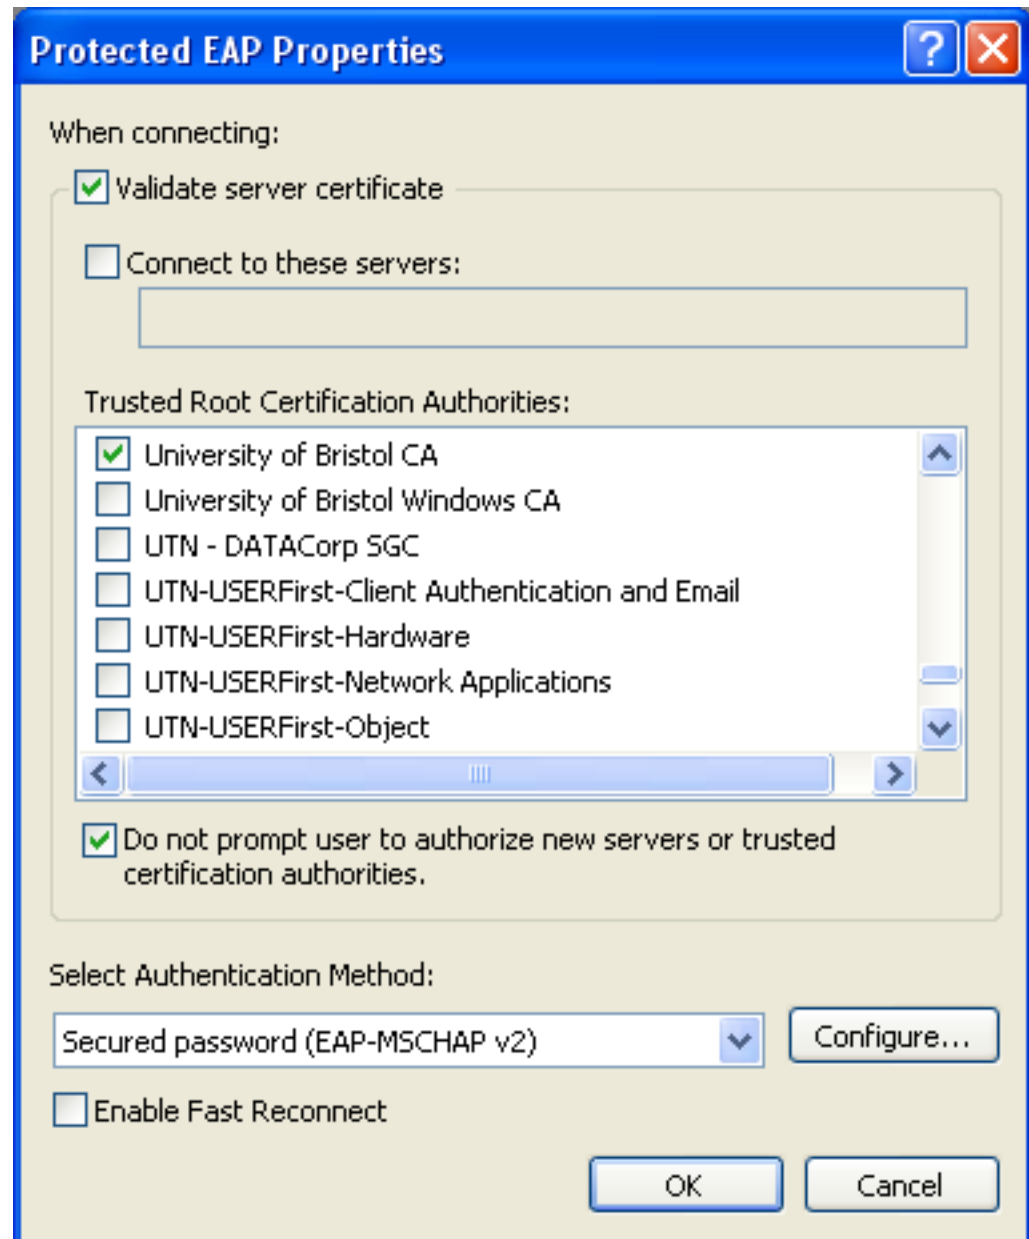 Protected EAP Properties
When connecting:
Validate server certificate
Connect to these servers:
Trusted Root Certification Authorities:
University of Bristol CA
University of Bristol Windows CA
UTN - DATACorp SGC
UTN-USERFirst-Client Authentication and Email
UTN-USERFirst-Hardware
UTN-USERFirst-Network Applications
UTN-USERFirst-Object
Do not prompt user to authorize new servers or trusted
certification authorities.
Select Authentication Method:
Secured password (EAP-MSCHAP v2)
Configure...
Enable Fast Reconnect
OK
Cancel